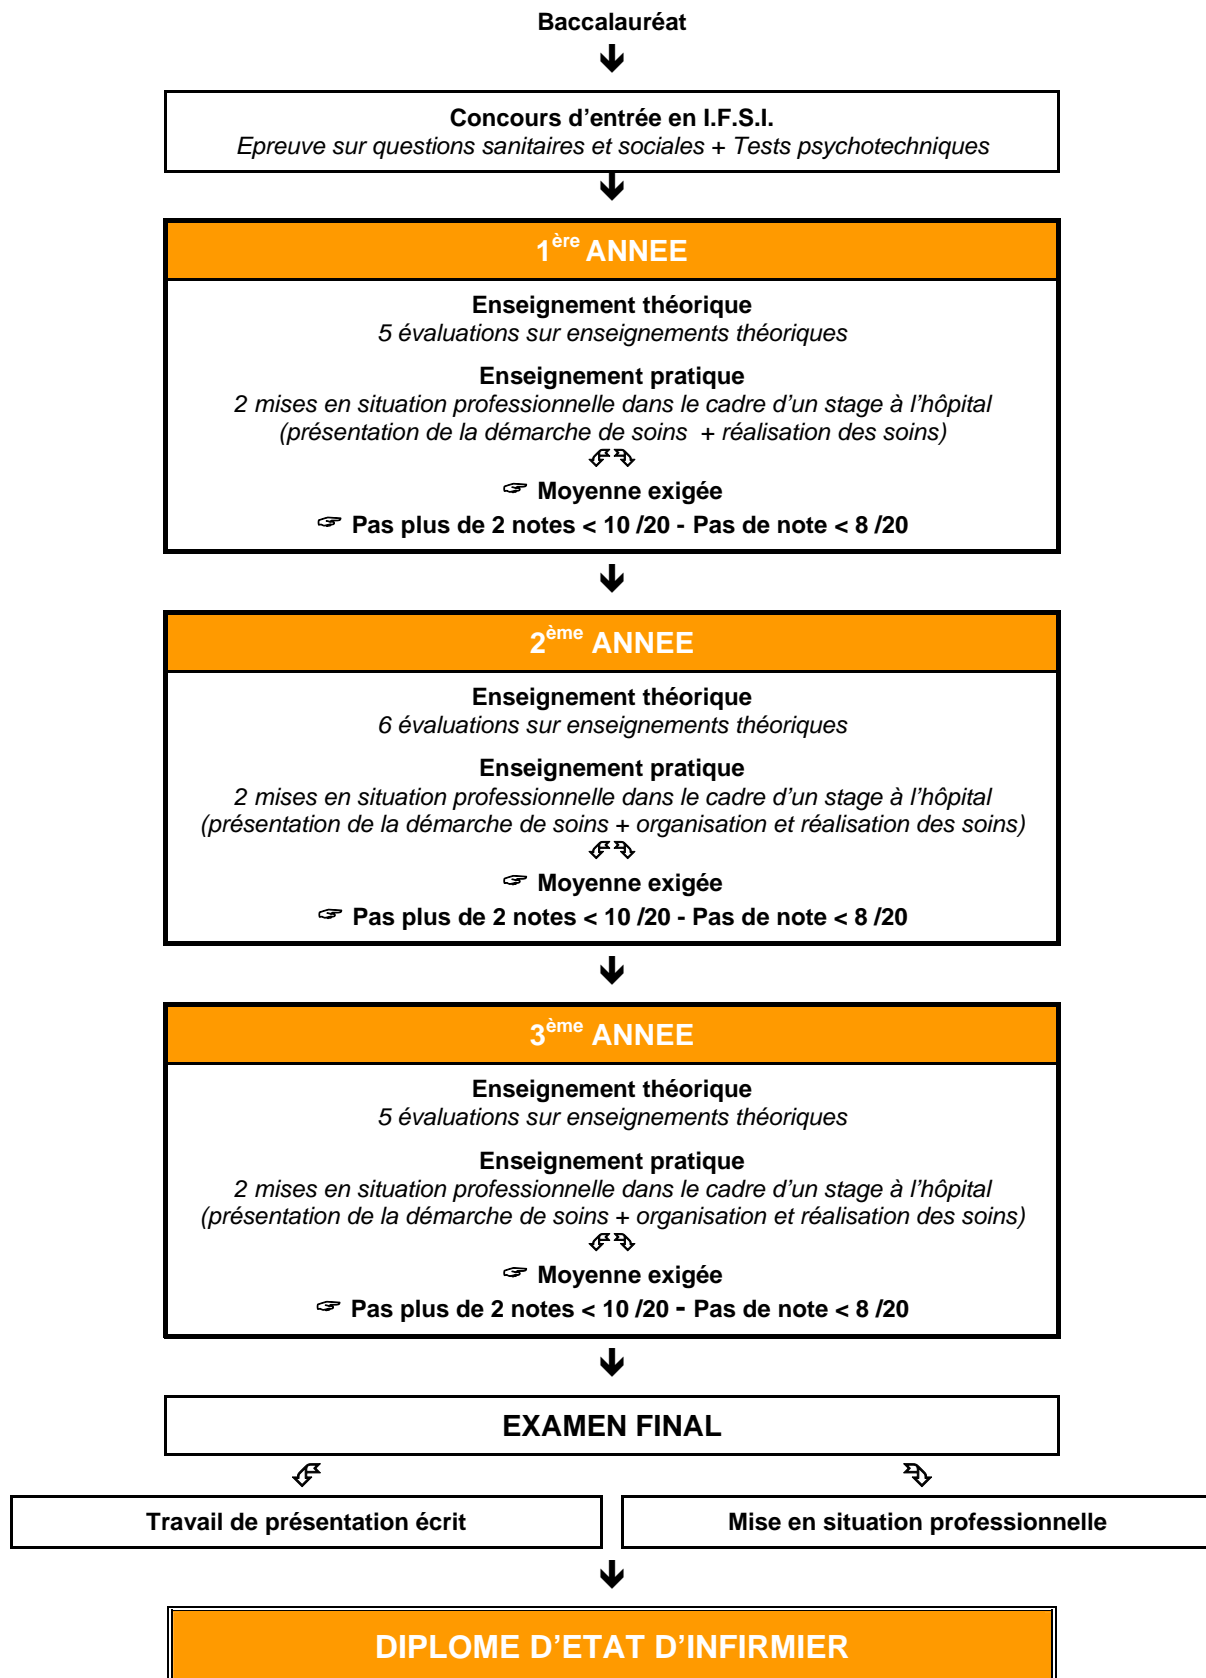 Baccalauréat
Concours d’entrée en I.F.S.I.
Epreuve sur questions sanitaires et sociales + Tests psychotechniques
1ère ANNEE
Enseignement théorique
5 évaluations sur enseignements théoriques
Enseignement pratique
2 mises en situation professionnelle dans le cadre d’un stage à l’hôpital
(présentation de la démarche de soins + réalisation des soins)
Moyenne exigée
Pas plus de 2 notes < 10 /20 - Pas de note < 8 /20
2ème ANNEE
Enseignement théorique
6 évaluations sur enseignements théoriques
Enseignement pratique
2 mises en situation professionnelle dans le cadre d’un stage à l’hôpital
(présentation de la démarche de soins + organisation et réalisation des soins)
Moyenne exigée
Pas plus de 2 notes < 10 /20 - Pas de note < 8 /20
3ème ANNEE
Enseignement théorique
5 évaluations sur enseignements théoriques
Enseignement pratique
2 mises en situation professionnelle dans le cadre d’un stage à l’hôpital
(présentation de la démarche de soins + organisation et réalisation des soins)
Moyenne exigée
Pas plus de 2 notes < 10 /20 - Pas de note < 8 /20
EXAMEN FINAL
Travail de présentation écrit
Mise en situation professionnelle
DIPLOME D’ETAT D’INFIRMIER